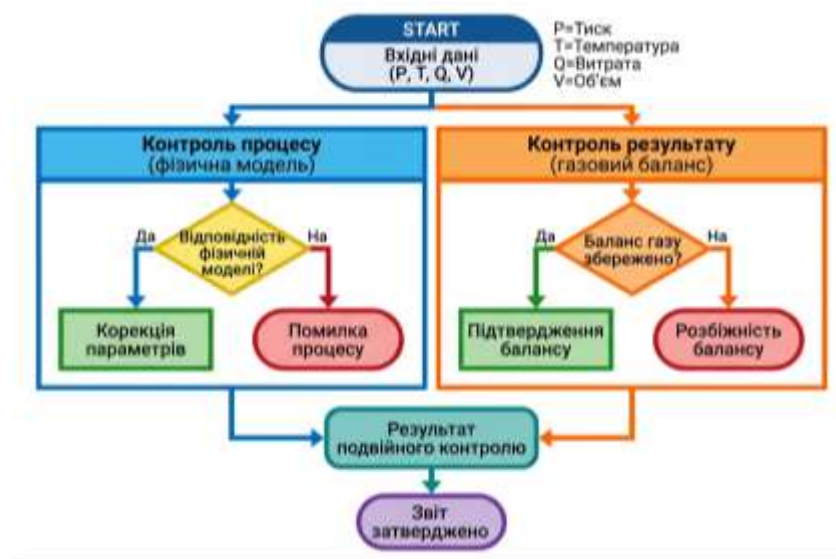 START
Вхідні дані
(P, T, Q, V)
P=Тиск
T=Температура
Q=Витрата
V=Об'єм
Контроль процесу
(фізична модель)
Да
Відповідність
фізичній
моделі?
На
Корекція
параметрів
Помилка
процесу
Контроль результату
(газовий баланс)
Да
Баланс газу
збережено?
На
Підтвердження
балансу
Розбіжність
балансу
Результат
подвійного контролю
Звіт
затверджено